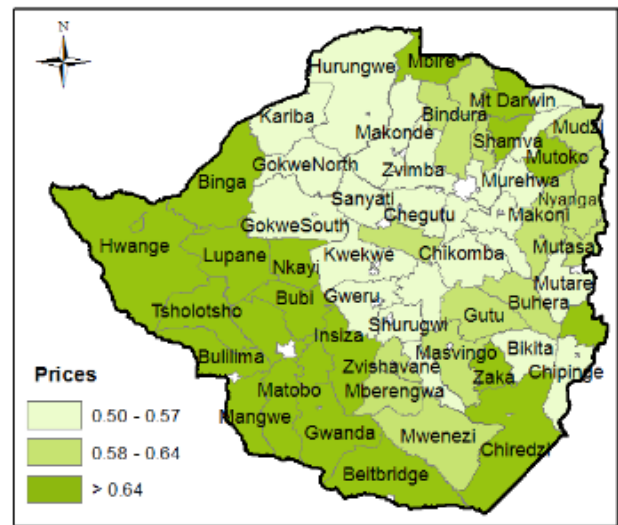 N
Hurungwe
Mbire
Mt Darwin
Bindura
Kariba
Makonde
Shamva
Mudzi
Mutoko
GokweNorth
Zvimba
Murehwa
Binga
Sanyati
Nyanga
Chegutu
Makoni
GokweSouth
Hwange
Lupane
Nkayi
Kwekwe
Chikomba
Mutasa
Mutare
Tsholotsho
Bubi
Gweru
Buhera
Gutu
Insiza
Shurugwi
Bulilima
Zvishavane
Masvingo
Bikita
Matobo
Mberengwa
Zaka
Chipinge
Mangwe
Gwanda
Mwenezi
Chiredzi
Beitbridge
Prices
0.50 - 0.57
0.58 - 0.64
> 0.64